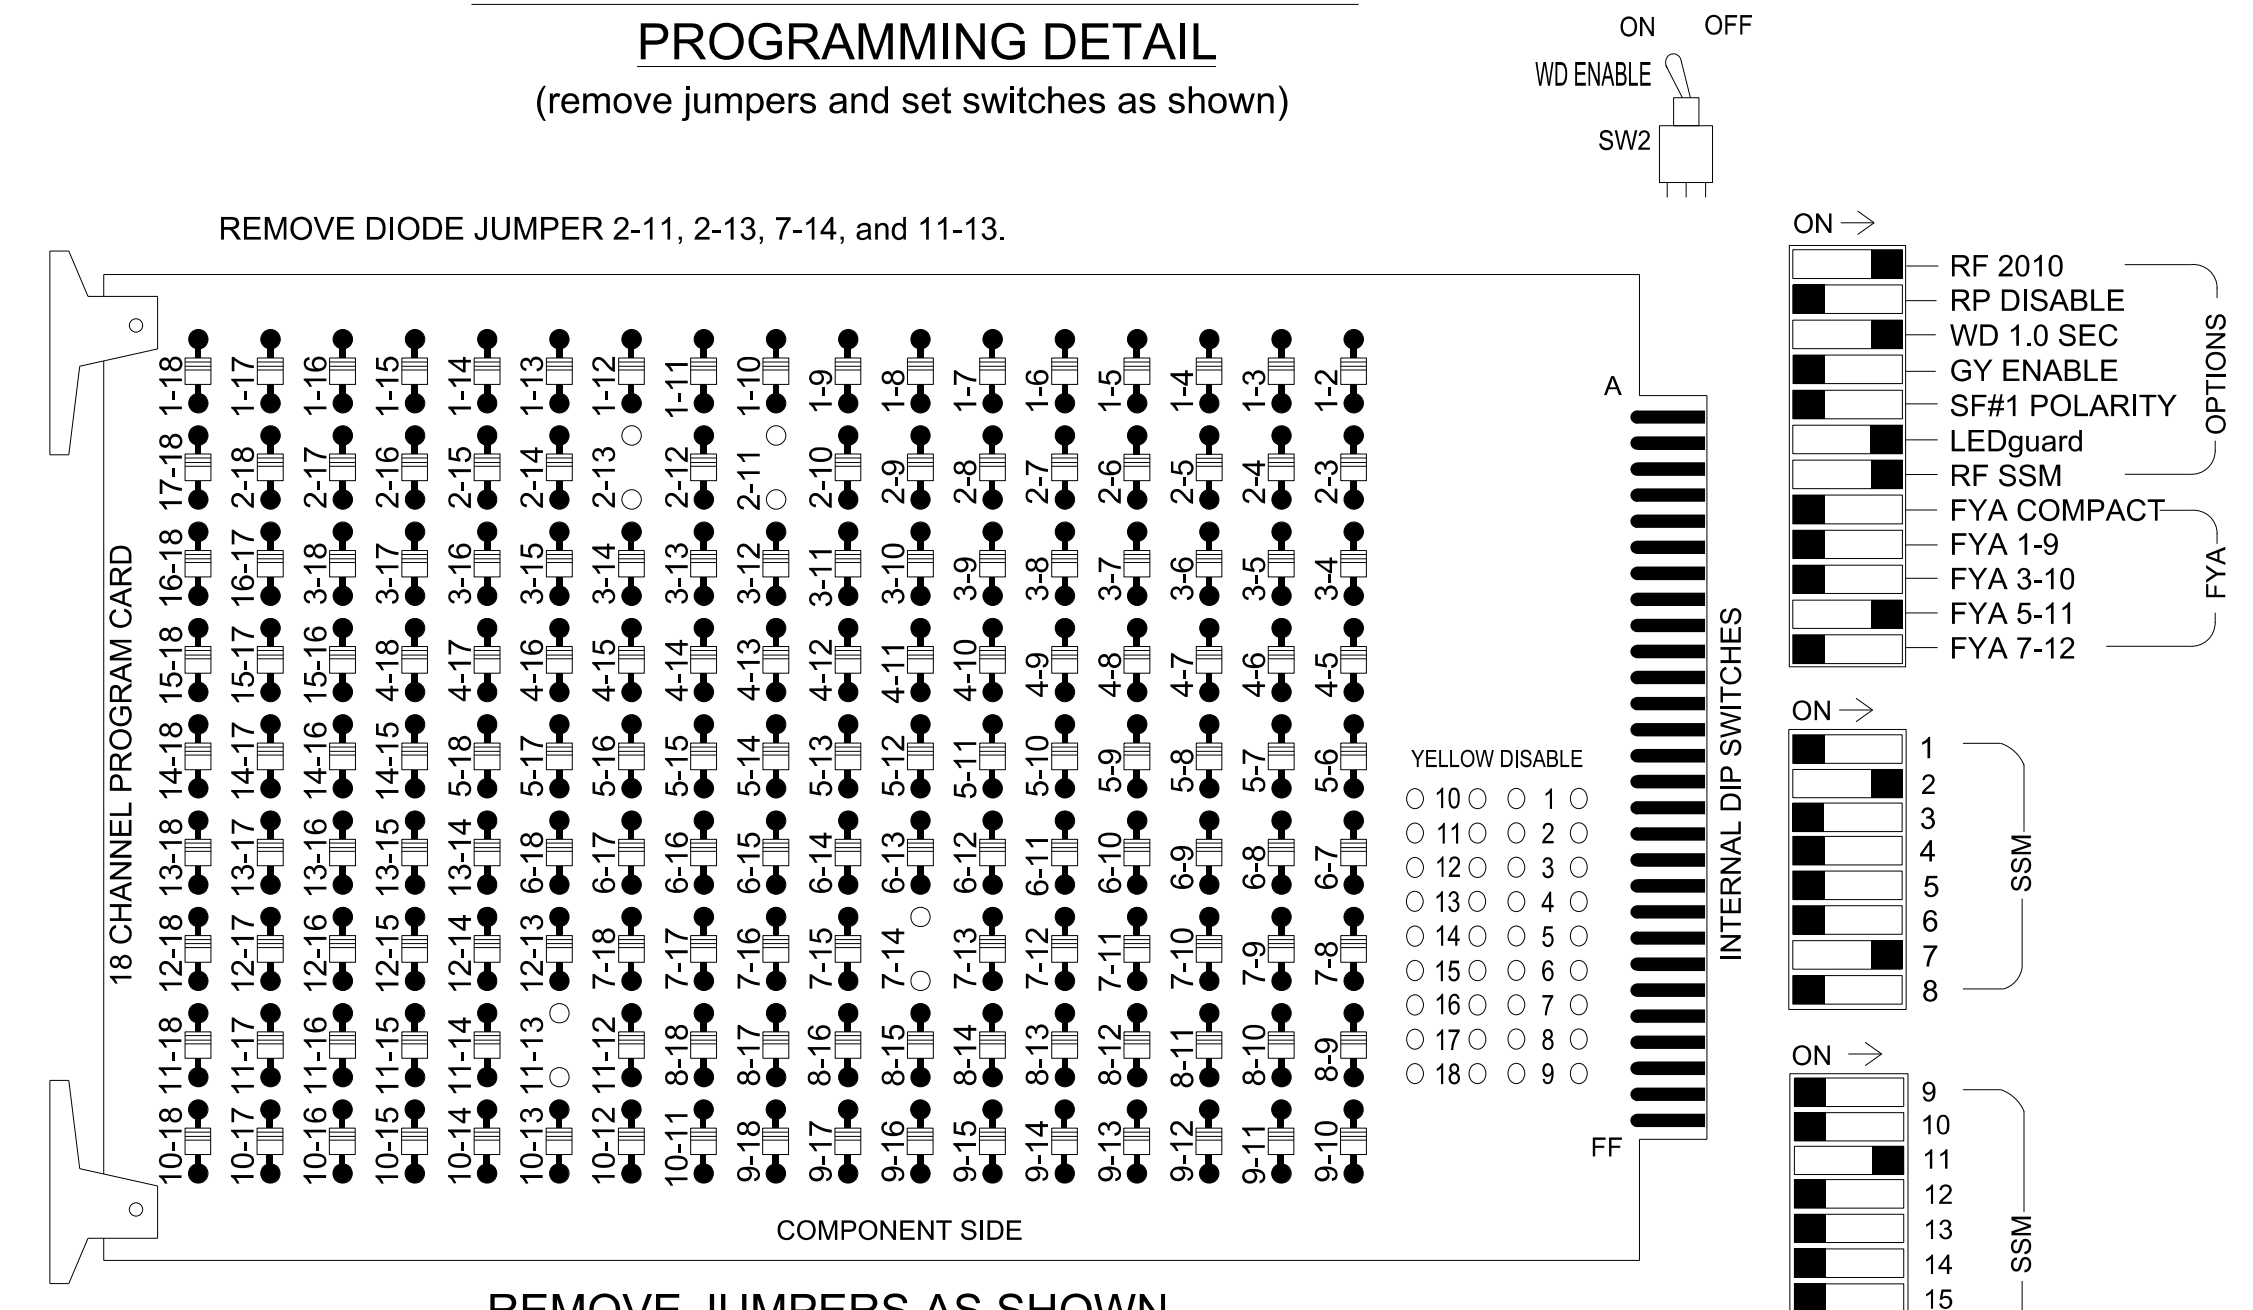 PROGRAMMING DETAIL
(remove jumpers and set switches as shown)
ON OFF
WD ENABLE
SW2
REMOVE DIODE JUMPER 2-11, 2-13, 7-14, and 11-13.
18 CHANNEL PROGRAM CARD
1-18 1-17 1-16 1-15 1-14 1-13 1-12 1-11 1-10 1-9 1-8 1-7 1-6 1-5 1-4 1-3 1-2
17-18 2-18 2-17 2-16 2-15 2-14 2-13 2-12 2-11 2-10 2-9 2-8 2-7 2-6 2-5 2-4 2-3
16-18 16-17 3-18 3-17 3-16 3-15 3-14 3-13 3-12 3-11 3-10 3-9 3-8 3-7 3-6 3-5 3-4
15-18 15-17 15-16 4-18 4-17 4-16 4-15 4-14 4-13 4-12 4-11 4-10 4-9 4-8 4-7 4-6 4-5
14-18 14-17 14-16 14-15 5-18 5-17 5-16 5-15 5-14 5-13 5-12 5-11 5-10 5-9 5-8 5-7 5-6
13-18 13-17 13-16 13-15 13-14 6-18 6-17 6-16 6-15 6-14 6-13 6-12 6-11 6-10 6-9 6-8 6-7
12-18 12-17 12-16 12-15 12-14 12-13 7-18 7-17 7-16 7-15 7-14 7-13 7-12 7-11 7-10 7-9 7-8
11-18 11-17 11-16 11-15 11-14 11-13 11-12 8-18 8-17 8-16 8-15 8-14 8-13 8-12 8-11 8-10 8-9
10-18 10-17 10-16 10-15 10-14 10-13 10-12 10-11 9-18 9-17 9-16 9-15 9-14 9-13 9-12 9-11 9-10
YELLOW DISABLE
10 1
11 2
12 3
13 4
14 5
15 6
16 7
17 8
18 9
A
FF
COMPONENT SIDE
REMOVE JUMPERS AS SHOWN
INTERNAL DIP SWITCHES
ON →
RF 2010
RP DISABLE
WD 1.0 SEC
GY ENABLE
SF#1 POLARITY
LEDguard
RF SSM
OPTIONS
FYA COMPACT
FYA 1-9
FYA 3-10
FYA 5-11
FYA 7-12
FYA
ON →
1
2
3
4
5
6
7
8
SSM
ON →
9
10
11
12
13
14
15
SSM